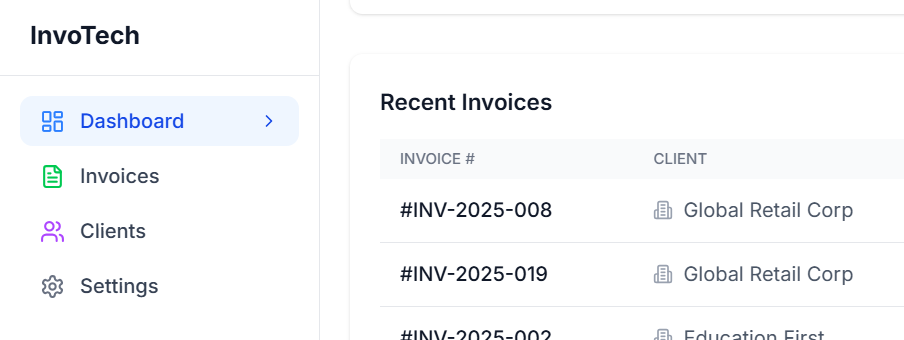 InvoTech
Dashboard
Invoices
Clients
Settings
Recent Invoices
INVOICE # CLIENT
#INV-2025-008 Global Retail Corp
#INV-2025-019 Global Retail Corp
#INV-2025-002 Education First